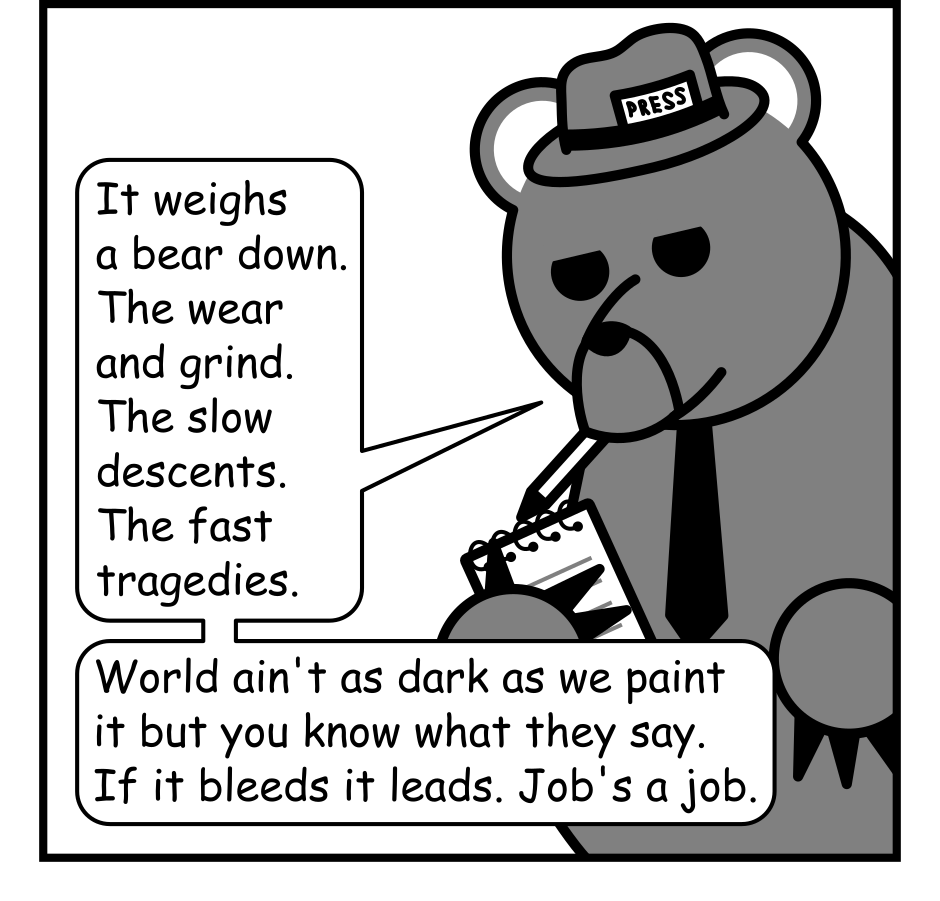 PRESS
It weighs
a bear down.
The wear
and grind.
The slow
descents.
The fast
tragedies.
World ain't as dark as we paint
it but you know what they say.
If it bleeds it leads. Job's a job.